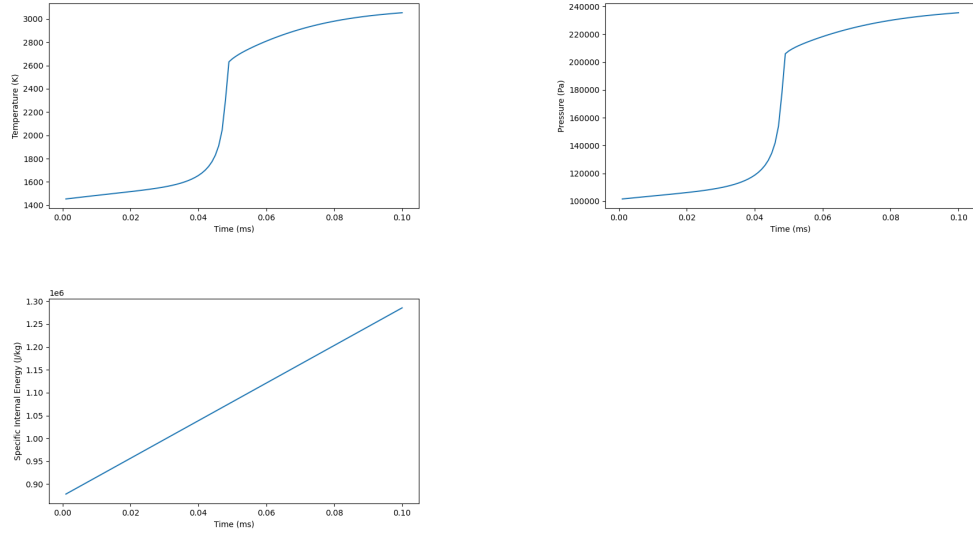 Temperature (K)
3000
2800
2600
2400
2200
2000
1800
1600
1400
0.00 0.02 0.04 0.06 0.08 0.10
Time (ms)
Pressure (Pa)
240000
220000
200000
180000
160000
140000
120000
100000
0.00 0.02 0.04 0.06 0.08 0.10
Time (ms)
1e6
Specific Internal Energy (J/kg)
1.30
1.25
1.20
1.15
1.10
1.05
1.00
0.95
0.90
0.00 0.02 0.04 0.06 0.08 0.10
Time (ms)